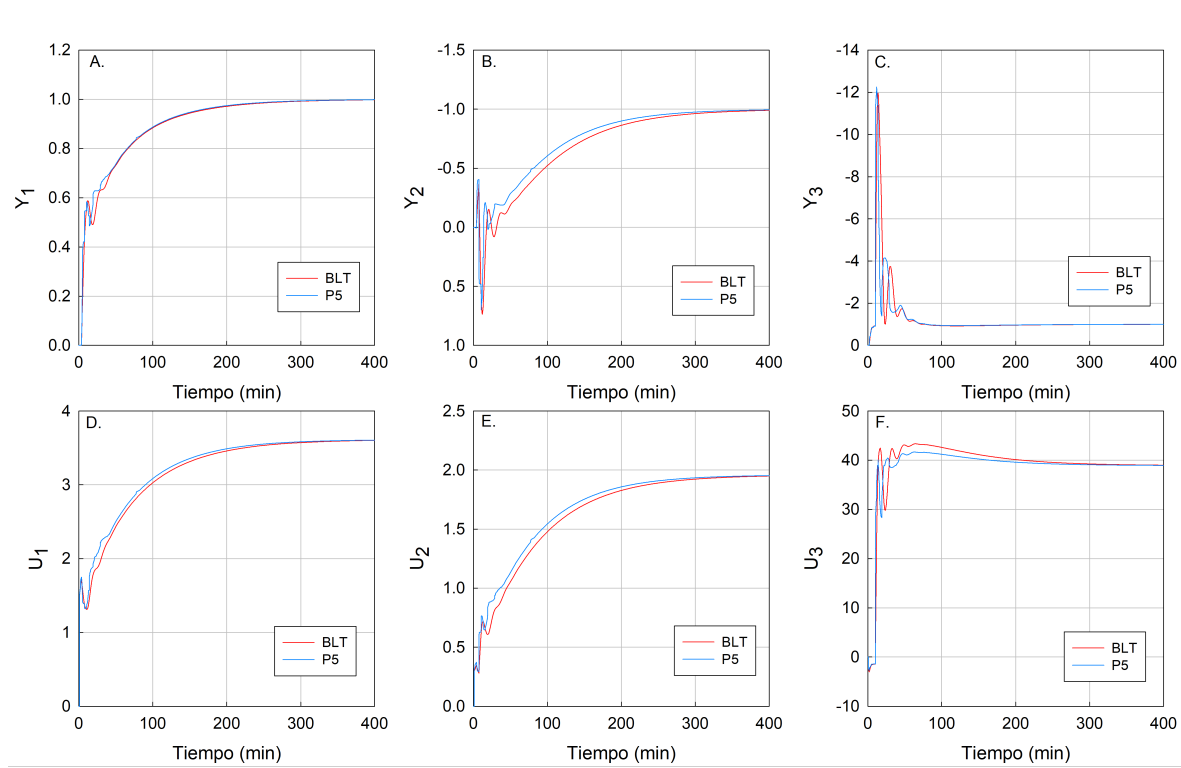 A.
1.2
1.0
0.8
0.6
0.4
0.2
0.0
Y1
BLT
P5
0 100 200 300 400
Tiempo (min)
B.
-1.5
-1.0
-0.5
0.0
0.5
1.0
Y2
BLT
P5
0 100 200 300 400
Tiempo (min)
C.
-14
-12
-10
-8
-6
-4
-2
0
Y3
BLT
P5
0 100 200 300 400
Tiempo (min)
D.
4
3
2
1
0
U1
BLT
P5
0 100 200 300 400
Tiempo (min)
E.
2.5
2.0
1.5
1.0
0.5
0.0
U2
BLT
P5
0 100 200 300 400
Tiempo (min)
F.
50
40
30
20
10
0
-10
U3
BLT
P5
0 100 200 300 400
Tiempo (min)